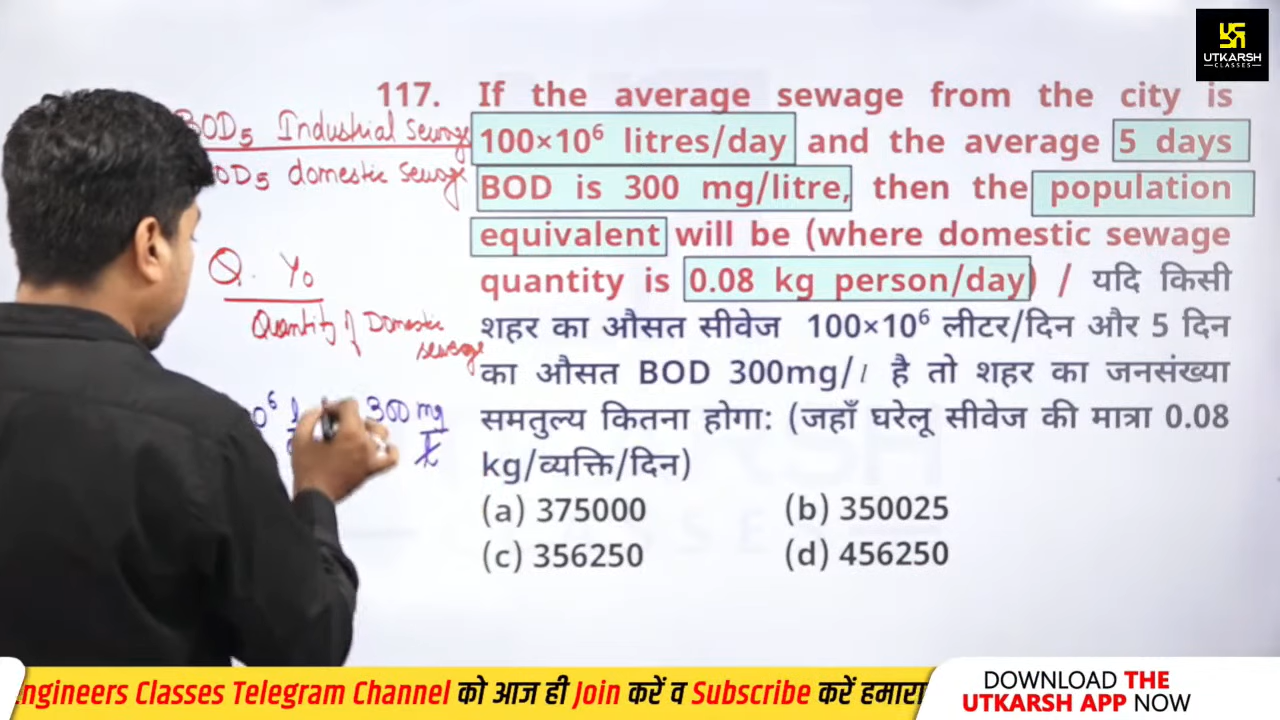 UTKARSH
CLASSES
117. If the average sewage from the city is
100×10⁶ litres/day and the average 5 days
BOD is 300 mg/litre, then the population
equivalent will be (where domestic sewage
quantity is 0.08 kg person/day) / यदि किसी
शहर का औसत सीवेज 100×10⁶ लीटर/दिन और 5 दिन
का औसत BOD 300mg/l है तो शहर का जनसंख्या
समतुल्य कितना होगा: (जहाँ घरेलू सीवेज की मात्रा 0.08
kg/व्यक्ति/दिन)
(a) 375000 (b) 350025
(c) 356250 (d) 456250
BOD₅ Industrial Sewage
OD₅ domestic sewage
Q. Yo
Quantity of Domestic
sewage
0⁶ 300 mg
ngineers Classes Telegram Channel को आज ही Join करें व Subscribe करें हमारा
DOWNLOAD THE
UTKARSH APP NOW